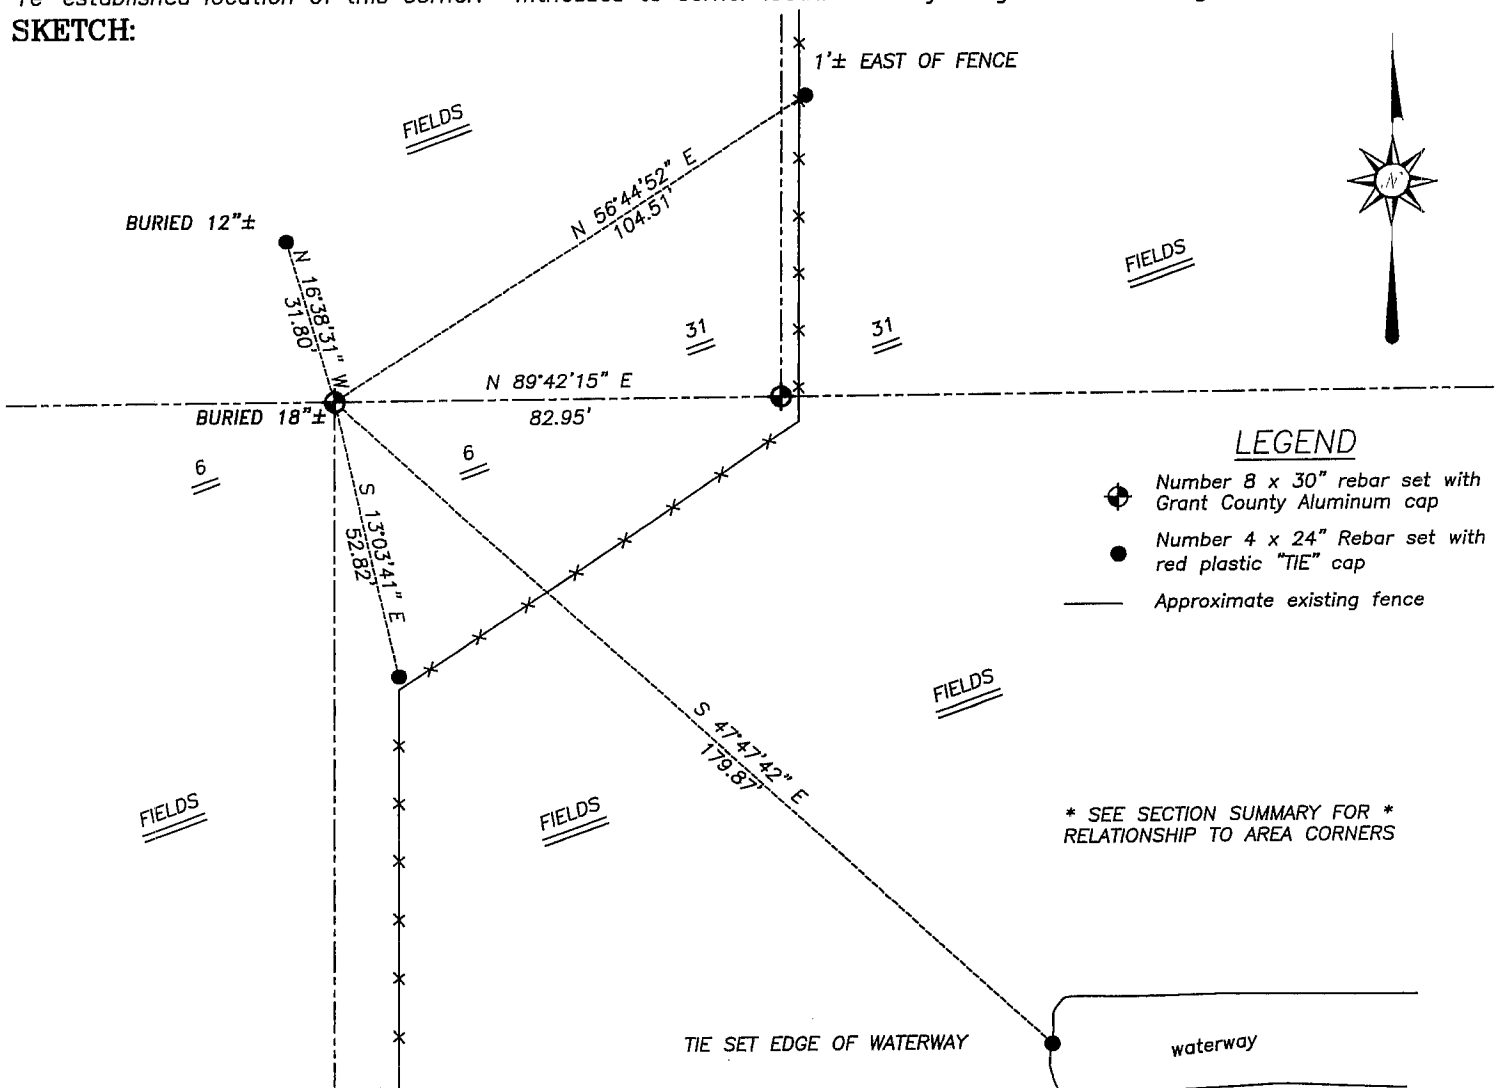 SKETCH:
1'± EAST OF FENCE
FIELDS
N 56°44'52" E
104.51'
BURIED 12"±
N
FIELDS
N 16°38'31" W
31.80'
31
31
N 89°42'15" E
82.95'
BURIED 18"±
6
6
LEGEND
Number 8 x 30" rebar set with
Grant County Aluminum cap
Number 4 x 24" Rebar set with
red plastic "TIE" cap
Approximate existing fence
S 13°03'41" E
52.82'
FIELDS
S 47°47'42" E
179.87'
FIELDS
FIELDS
* SEE SECTION SUMMARY FOR *
RELATIONSHIP TO AREA CORNERS
TIE SET EDGE OF WATERWAY
waterway